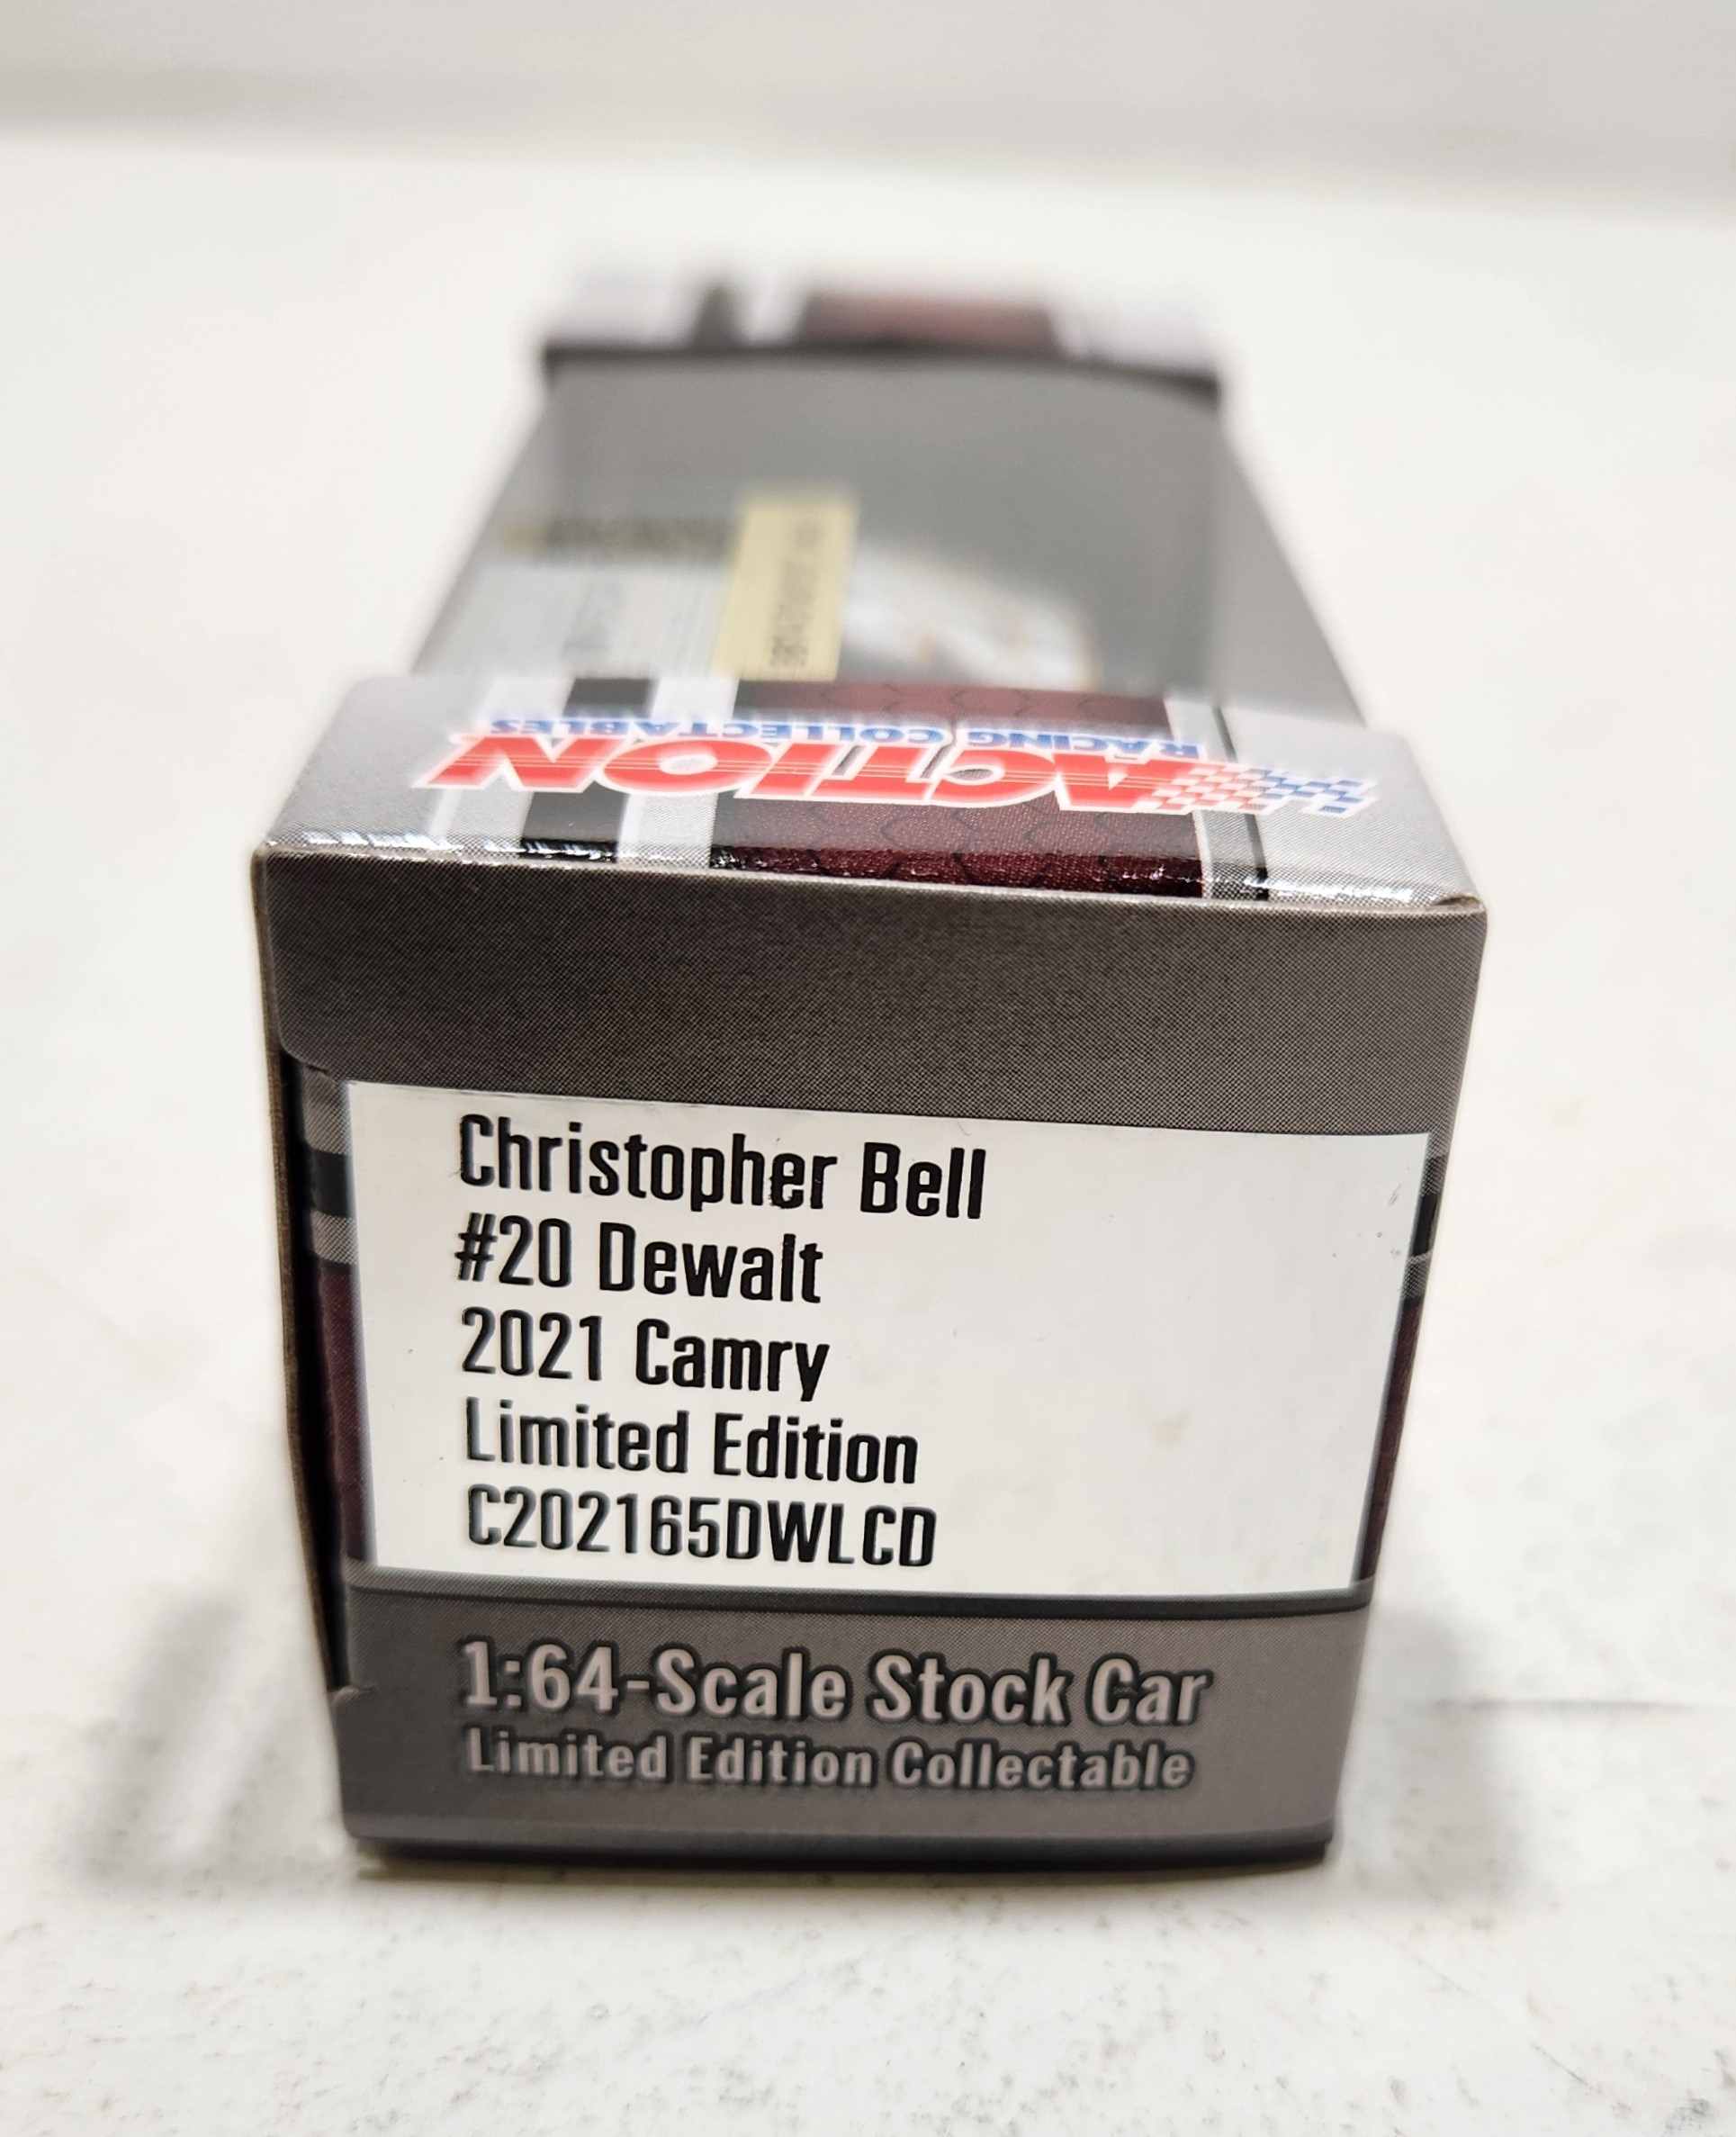 ACTION
RACING COLLECTABLES
Christopher Bell
#20 Dewalt
2021 Camry
Limited Edition
C202165DWLCD
1:64-Scale Stock Car
Limited Edition Collectable